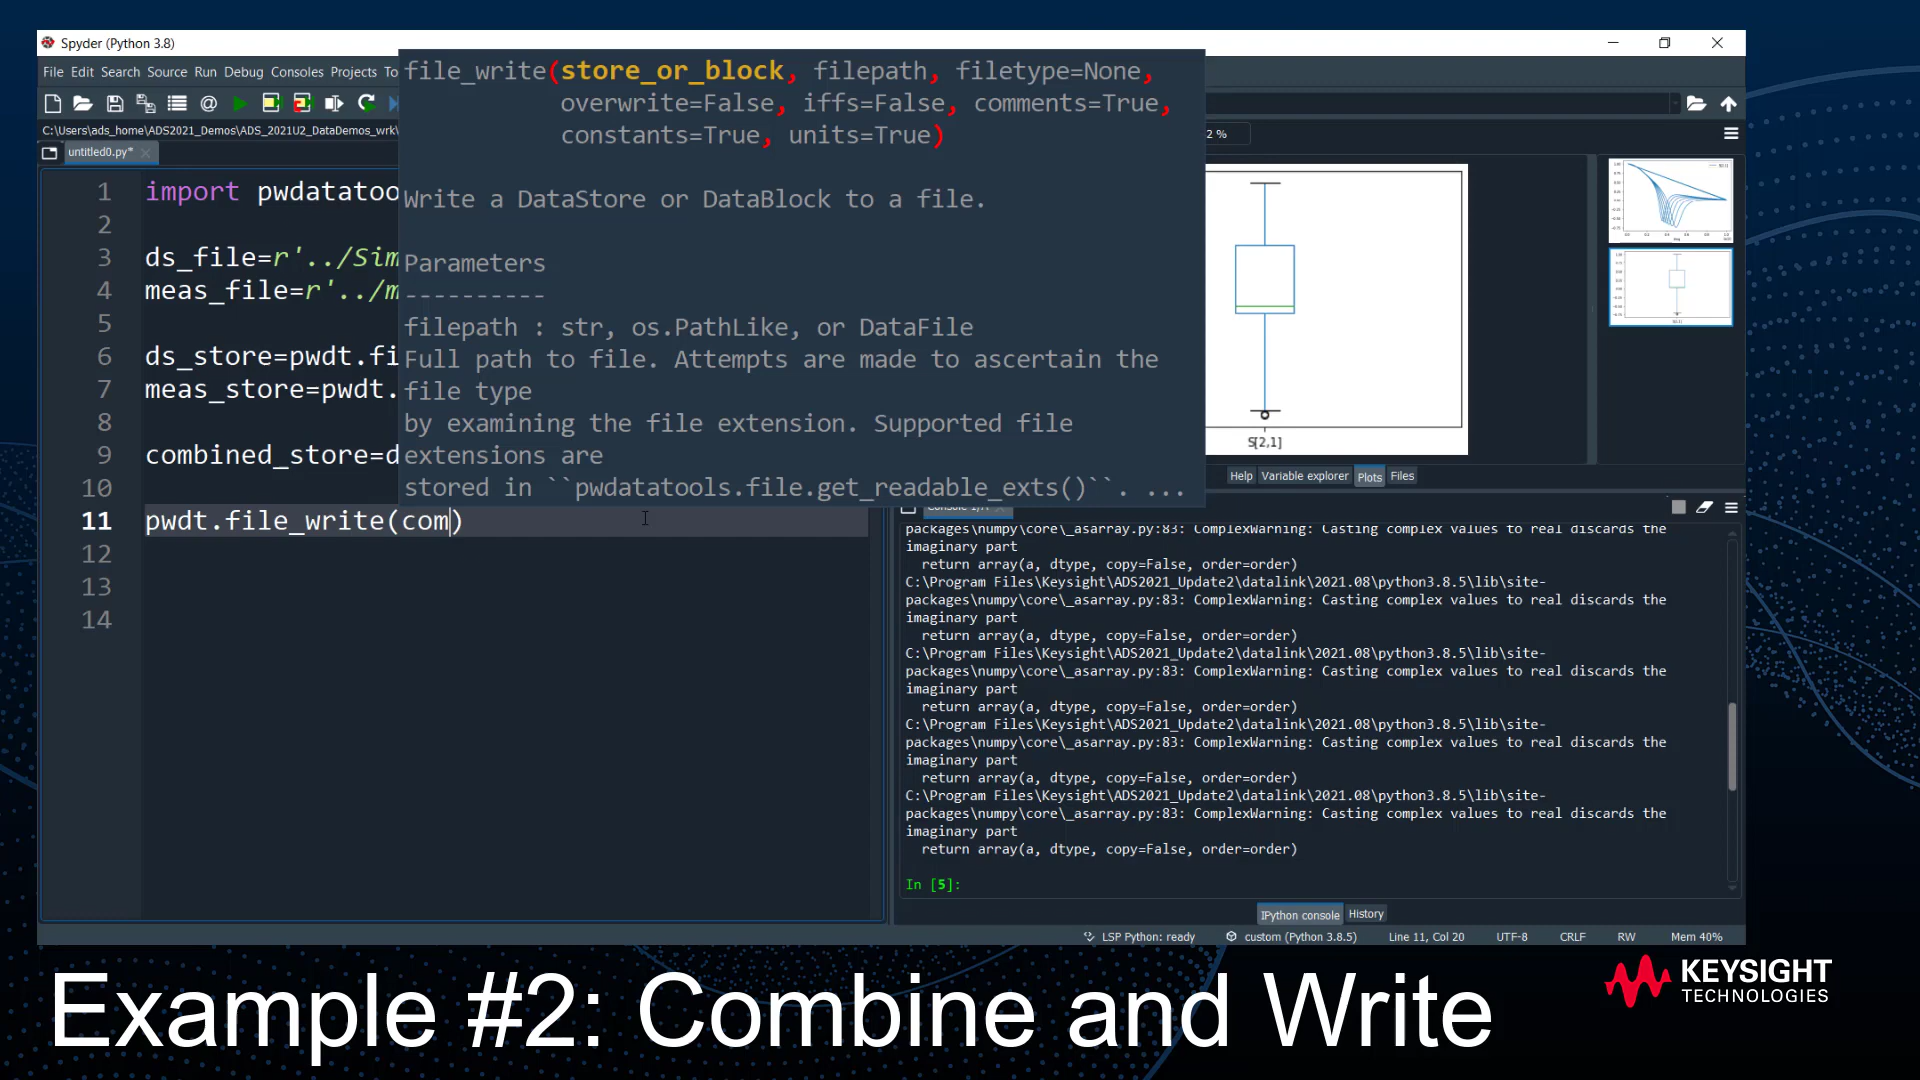 Spyder (Python 3.8)
File Edit Search Source Run Debug Consoles Projects To
C:\Users\ads_home\ADS2021_Demos\ADS_2021U2_DataDemos_wrk\
untitled0.py*
1 import pwdatatoo
2
3 ds_file=r'../Sim
4 meas_file=r'../m
5
6 ds_store=pwdt.fi
7 meas_store=pwdt.
8
9 combined_store=d
10
11 pwdt.file_write(com)
12
13
14
file_write(store_or_block, filepath, filetype=None,
overwrite=False, iffs=False, comments=True,
constants=True, units=True)
Write a DataStore or DataBlock to a file.
Parameters
----------
filepath : str, os.PathLike, or DataFile
Full path to file. Attempts are made to ascertain the
file type
by examining the file extension. Supported file
extensions are
stored in ``pwdatatools.file.get_readable_exts()``. ...
2 %
S[2,1]
Help Variable explorer Plots Files
packages\numpy\core\_asarray.py:83: ComplexWarning: Casting complex values to real discards the
imaginary part
return array(a, dtype, copy=False, order=order)
C:\Program Files\Keysight\ADS2021_Update2\datalink\2021.08\python3.8.5\lib\site-
packages\numpy\core\_asarray.py:83: ComplexWarning: Casting complex values to real discards the
imaginary part
return array(a, dtype, copy=False, order=order)
C:\Program Files\Keysight\ADS2021_Update2\datalink\2021.08\python3.8.5\lib\site-
packages\numpy\core\_asarray.py:83: ComplexWarning: Casting complex values to real discards the
imaginary part
return array(a, dtype, copy=False, order=order)
C:\Program Files\Keysight\ADS2021_Update2\datalink\2021.08\python3.8.5\lib\site-
packages\numpy\core\_asarray.py:83: ComplexWarning: Casting complex values to real discards the
imaginary part
return array(a, dtype, copy=False, order=order)
C:\Program Files\Keysight\ADS2021_Update2\datalink\2021.08\python3.8.5\lib\site-
packages\numpy\core\_asarray.py:83: ComplexWarning: Casting complex values to real discards the
imaginary part
return array(a, dtype, copy=False, order=order)
In [5]:
IPython console History
LSP Python: ready custom (Python 3.8.5) Line 11, Col 20 UTF-8 CRLF RW Mem 40%
Example #2: Combine and Write
KEYSIGHT
TECHNOLOGIES